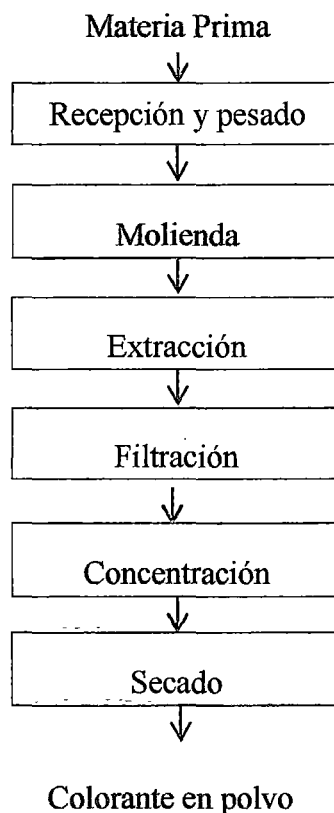 Materia Prima
Recepción y pesado
Molienda
Extracción
Filtración
Concentración
Secado
Colorante en polvo